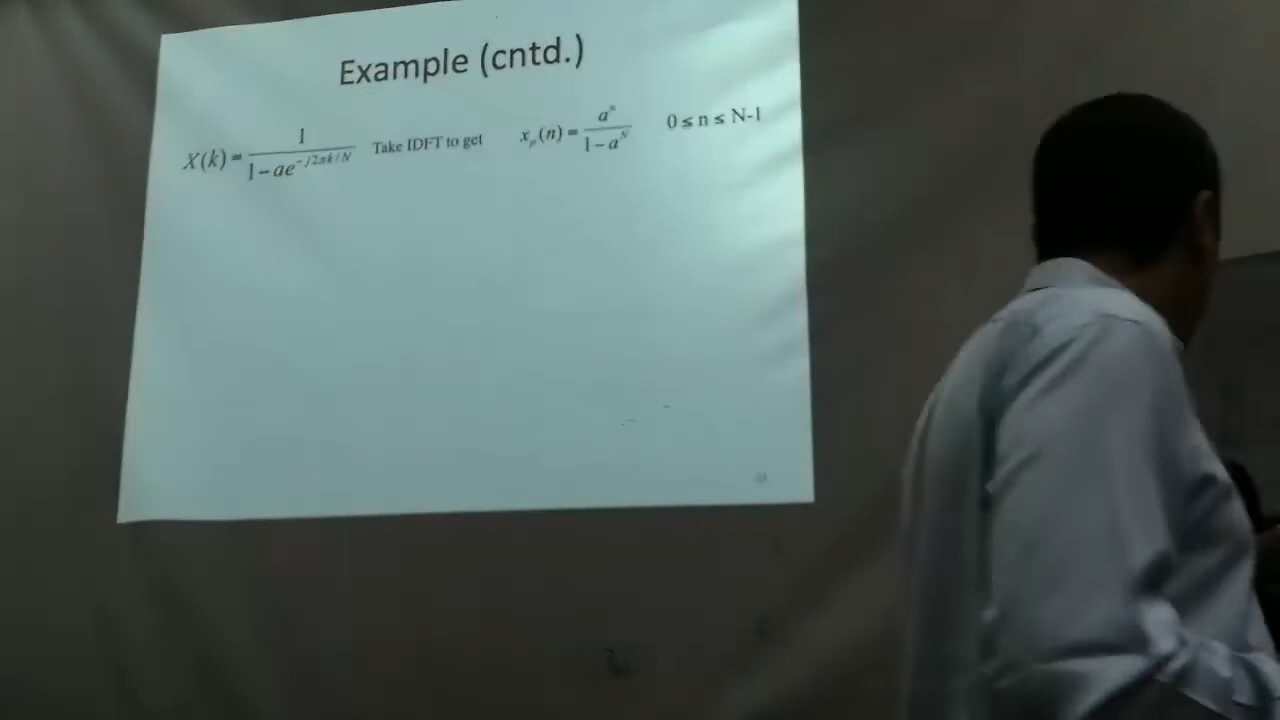 Example (cntd.)
X(k) = 1 / (1 − ae^{−j2πk/N}) Take IDFT to get x_p(n) = a^n / (1 − a^N) 0 ≤ n ≤ N-1